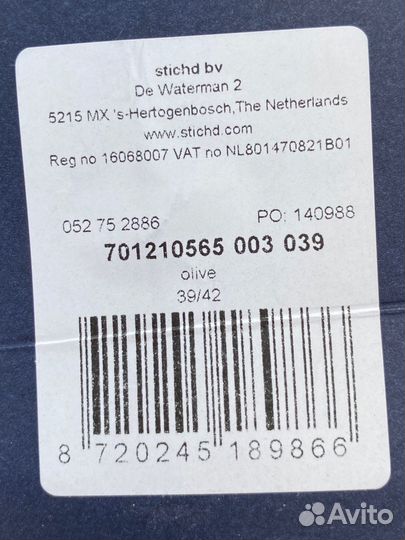 stichd bv
De Waterman 2
5215 MX 's-Hertogenbosch,The Netherlands
www.stichd.com
Reg no 16068007 VAT no NL801470821B01
052 75 2886 PO: 140988
701210565 003 039
olive
39/42
8 720245 189866
Avito